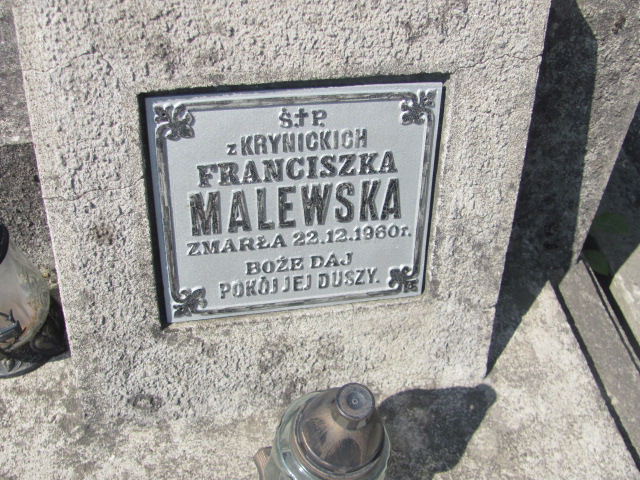 Ś.†P.
z KRYNICKICH
FRANCISZKA
MALEWSKA
ZMARŁA 22.12.1960r.
BOŻE DAJ
POKÓJ JEJ DUSZY.